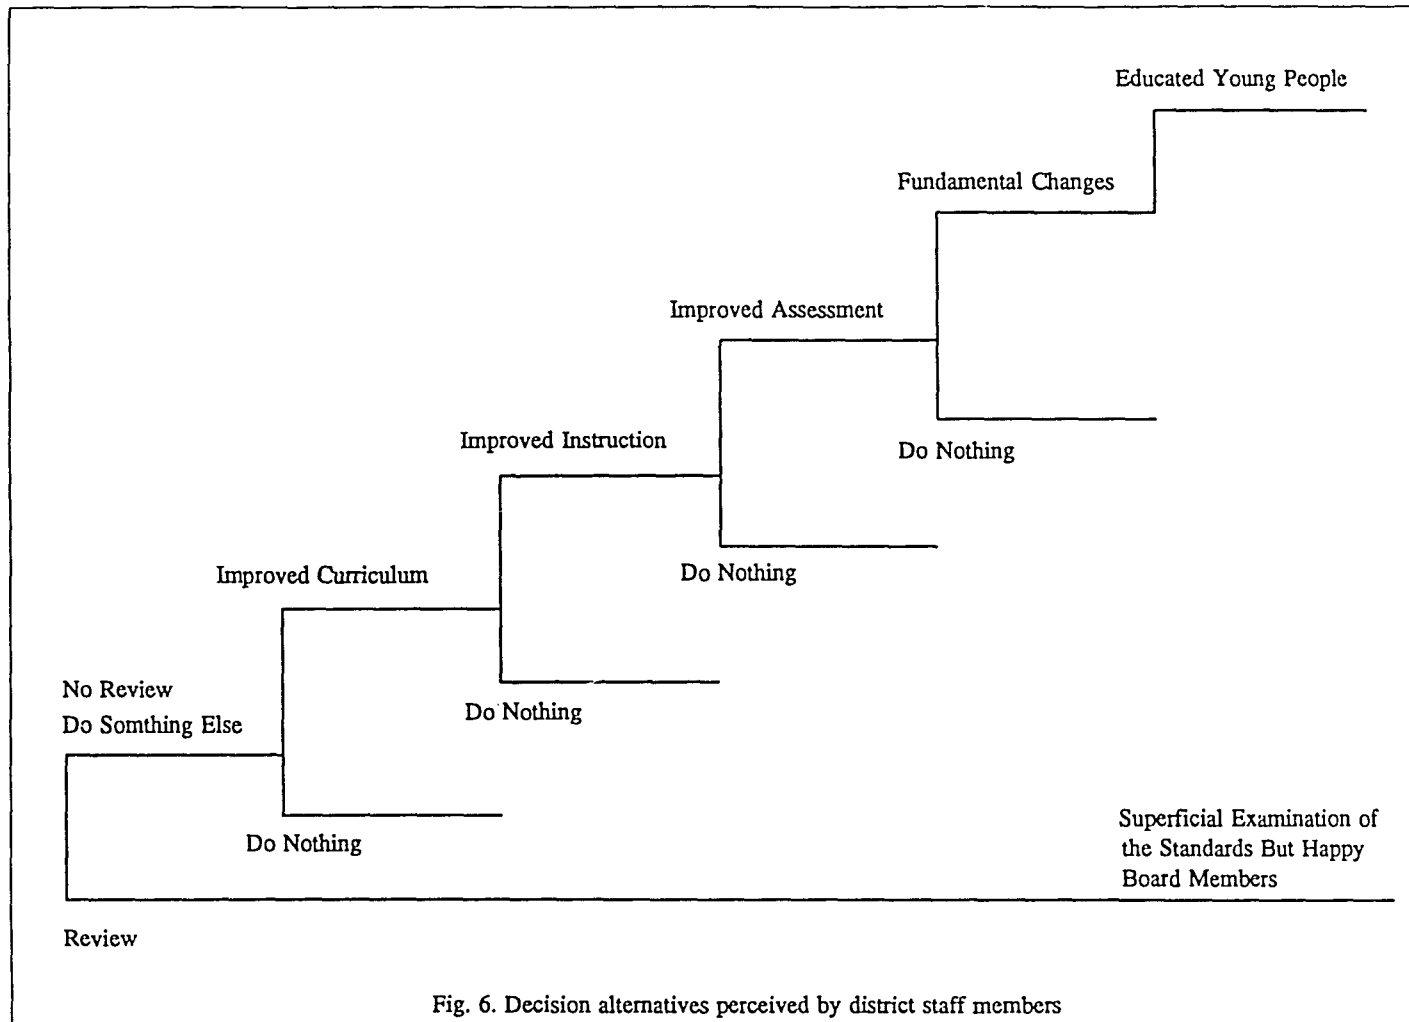 Educated Young People
Fundamental Changes
Improved Assessment
Do Nothing
Improved Instruction
Do Nothing
Improved Curriculum
Do Nothing
No Review
Do Somthing Else
Do Nothing
Superficial Examination of
the Standards But Happy
Board Members
Review
Fig. 6. Decision alternatives perceived by district staff members